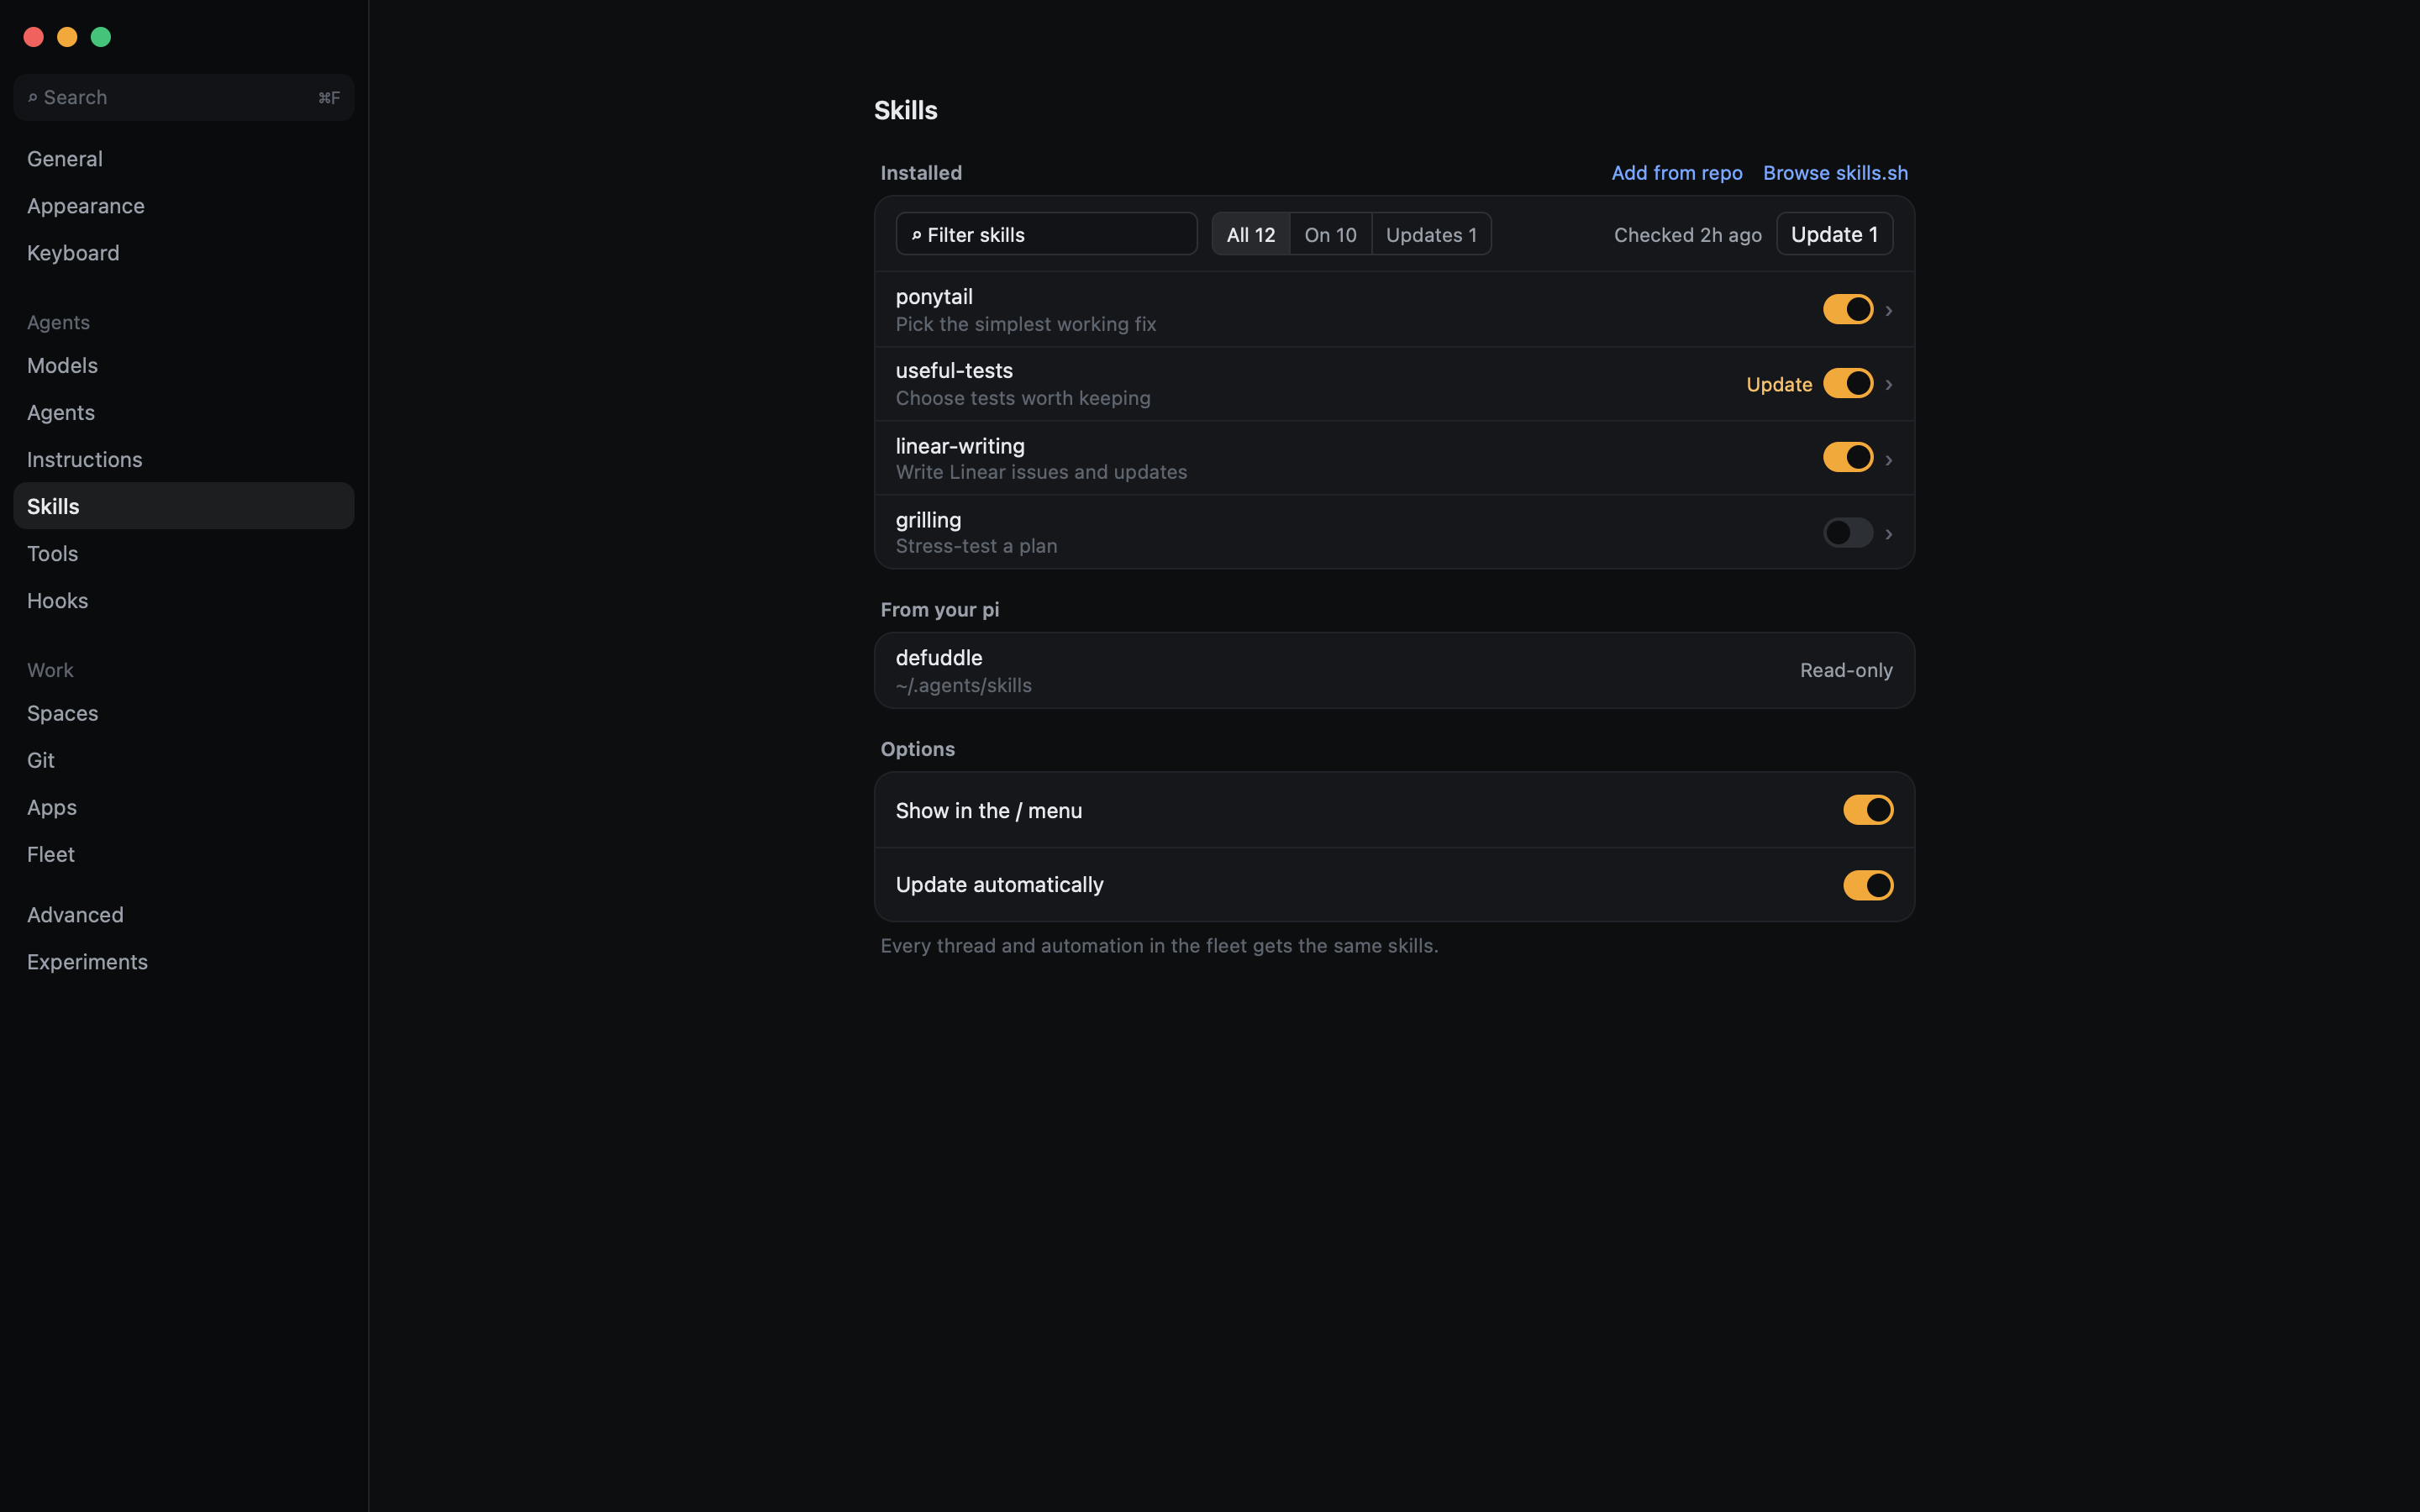 Search ⌘F
General
Appearance
Keyboard
Agents
Models
Agents
Instructions
Skills
Tools
Hooks
Work
Spaces
Git
Apps
Fleet
Advanced
Experiments
Skills
Installed Add from repo Browse skills.sh
Filter skills All 12 On 10 Updates 1 Checked 2h ago Update 1
ponytail
Pick the simplest working fix
useful-tests
Choose tests worth keeping
Update
linear-writing
Write Linear issues and updates
grilling
Stress-test a plan
From your pi
defuddle
~/.agents/skills
Read-only
Options
Show in the / menu
Update automatically
Every thread and automation in the fleet gets the same skills.